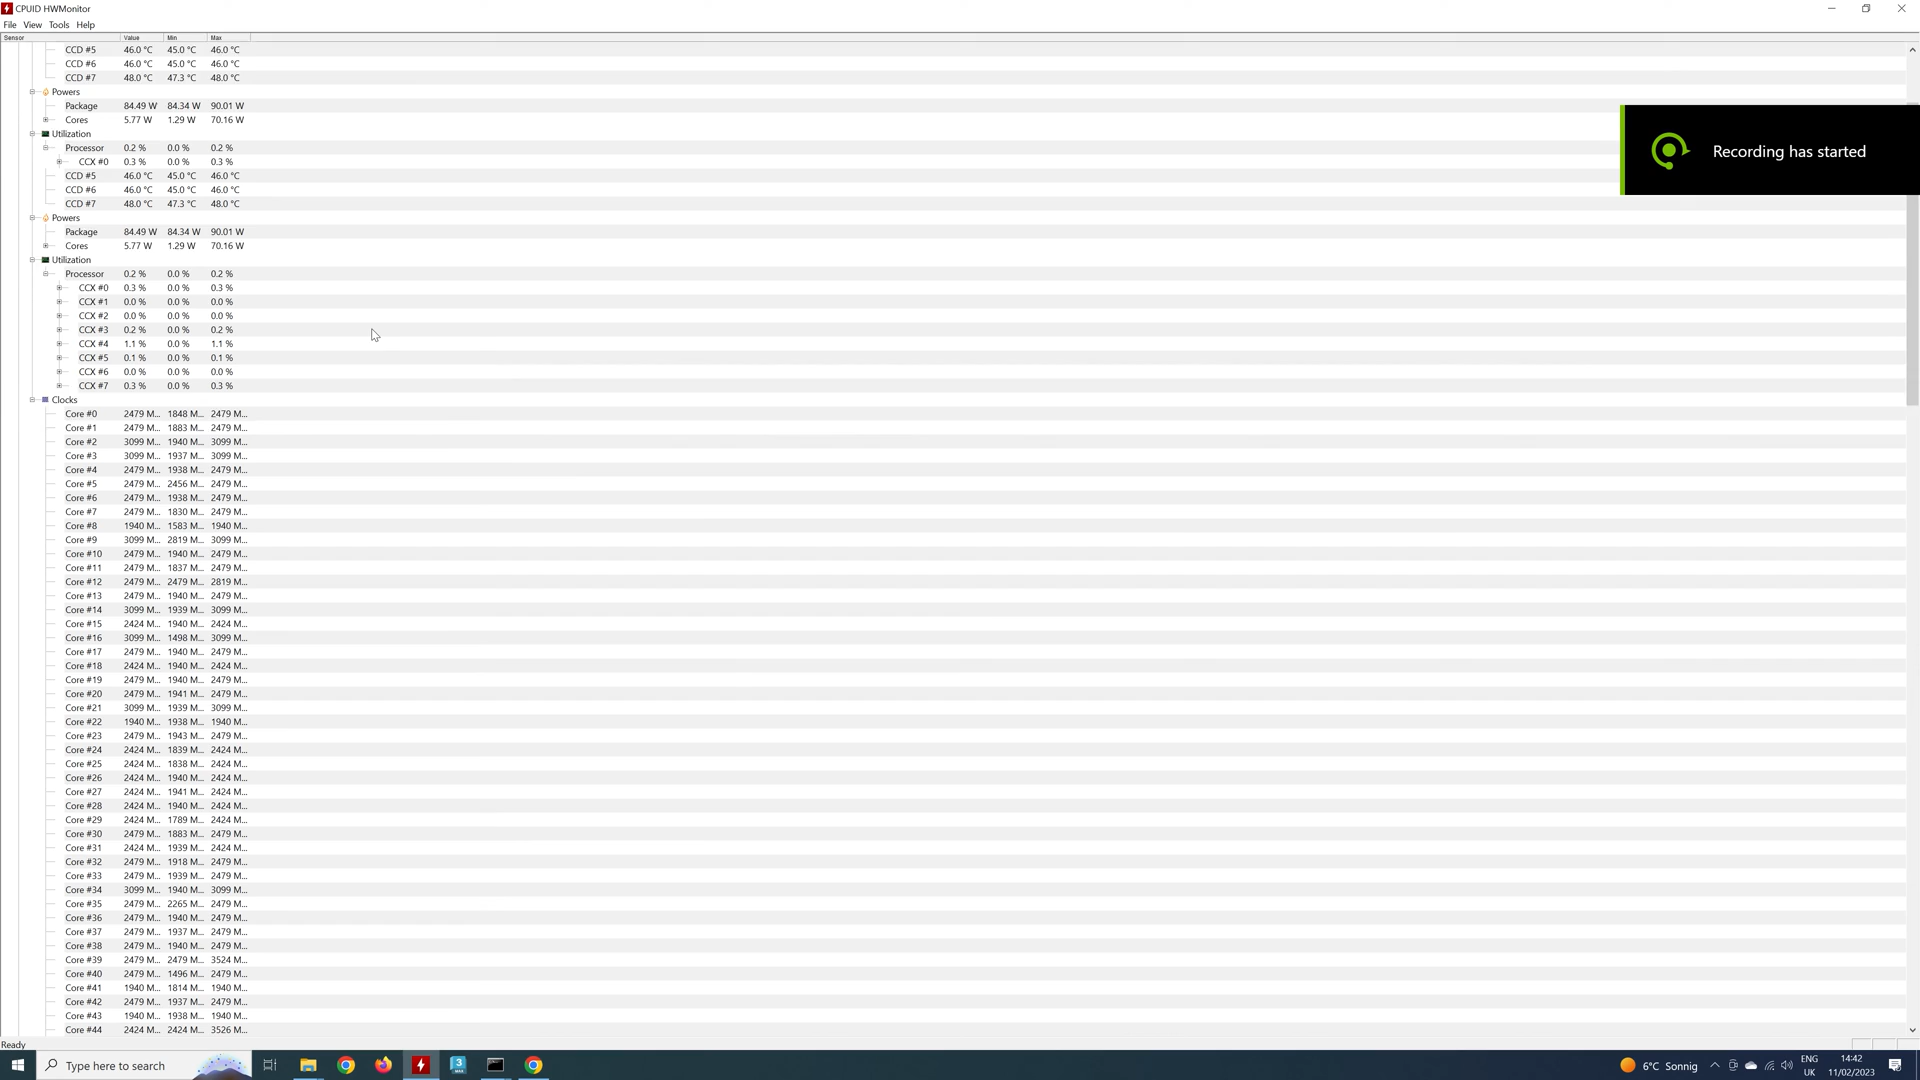 CPUID HWMonitor
File View Tools Help
Sensor Value Min Max
CCD #5 46.0 °C 45.0 °C 46.0 °C
CCD #6 46.0 °C 45.0 °C 46.0 °C
CCD #7 48.0 °C 47.3 °C 48.0 °C
Powers
Package 84.49 W 84.34 W 90.01 W
Cores 5.77 W 1.29 W 70.16 W
Utilization
Processor 0.2 % 0.0 % 0.2 %
Recording has started
CCX #0 0.3 % 0.0 % 0.3 %
CCD #5 46.0 °C 45.0 °C 46.0 °C
CCD #6 46.0 °C 45.0 °C 46.0 °C
CCD #7 48.0 °C 47.3 °C 48.0 °C
Powers
Package 84.49 W 84.34 W 90.01 W
Cores 5.77 W 1.29 W 70.16 W
Utilization
Processor 0.2 % 0.0 % 0.2 %
CCX #0 0.3 % 0.0 % 0.3 %
CCX #1 0.0 % 0.0 % 0.0 %
CCX #2 0.0 % 0.0 % 0.0 %
CCX #3 0.2 % 0.0 % 0.2 %
CCX #4 1.1 % 0.0 % 1.1 %
CCX #5 0.1 % 0.0 % 0.1 %
CCX #6 0.0 % 0.0 % 0.0 %
CCX #7 0.3 % 0.0 % 0.3 %
Clocks
Core #0 2479 M... 1848 M... 2479 M...
Core #1 2479 M... 1883 M... 2479 M...
Core #2 3099 M... 1940 M... 3099 M...
Core #3 3099 M... 1937 M... 3099 M...
Core #4 2479 M... 1938 M... 2479 M...
Core #5 2479 M... 2456 M... 2479 M...
Core #6 2479 M... 1938 M... 2479 M...
Core #7 2479 M... 1830 M... 2479 M...
Core #8 1940 M... 1583 M... 1940 M...
Core #9 3099 M... 2819 M... 3099 M...
Core #10 2479 M... 1940 M... 2479 M...
Core #11 2479 M... 1837 M... 2479 M...
Core #12 2479 M... 2479 M... 2819 M...
Core #13 2479 M... 1940 M... 2479 M...
Core #14 3099 M... 1939 M... 3099 M...
Core #15 2424 M... 1940 M... 2424 M...
Core #16 3099 M... 1498 M... 3099 M...
Core #17 2479 M... 1940 M... 2479 M...
Core #18 2424 M... 1940 M... 2424 M...
Core #19 2479 M... 1940 M... 2479 M...
Core #20 2479 M... 1941 M... 2479 M...
Core #21 3099 M... 1939 M... 3099 M...
Core #22 1940 M... 1938 M... 1940 M...
Core #23 2479 M... 1943 M... 2479 M...
Core #24 2424 M... 1839 M... 2424 M...
Core #25 2424 M... 1838 M... 2424 M...
Core #26 2424 M... 1940 M... 2424 M...
Core #27 2424 M... 1941 M... 2424 M...
Core #28 2424 M... 1940 M... 2424 M...
Core #29 2424 M... 1789 M... 2424 M...
Core #30 2479 M... 1883 M... 2479 M...
Core #31 2424 M... 1939 M... 2424 M...
Core #32 2479 M... 1918 M... 2479 M...
Core #33 2479 M... 1939 M... 2479 M...
Core #34 3099 M... 1940 M... 3099 M...
Core #35 2479 M... 2265 M... 2479 M...
Core #36 2479 M... 1940 M... 2479 M...
Core #37 2479 M... 1937 M... 2479 M...
Core #38 2479 M... 1940 M... 2479 M...
Core #39 2479 M... 2479 M... 3524 M...
Core #40 2479 M... 1496 M... 2479 M...
Core #41 1940 M... 1814 M... 1940 M...
Core #42 2479 M... 1937 M... 2479 M...
Core #43 1940 M... 1938 M... 1940 M...
Core #44 2424 M... 2424 M... 3526 M...
Ready
Type here to search
3
MAX
6°C Sonnig
ENG
UK
14:42
11/02/2023